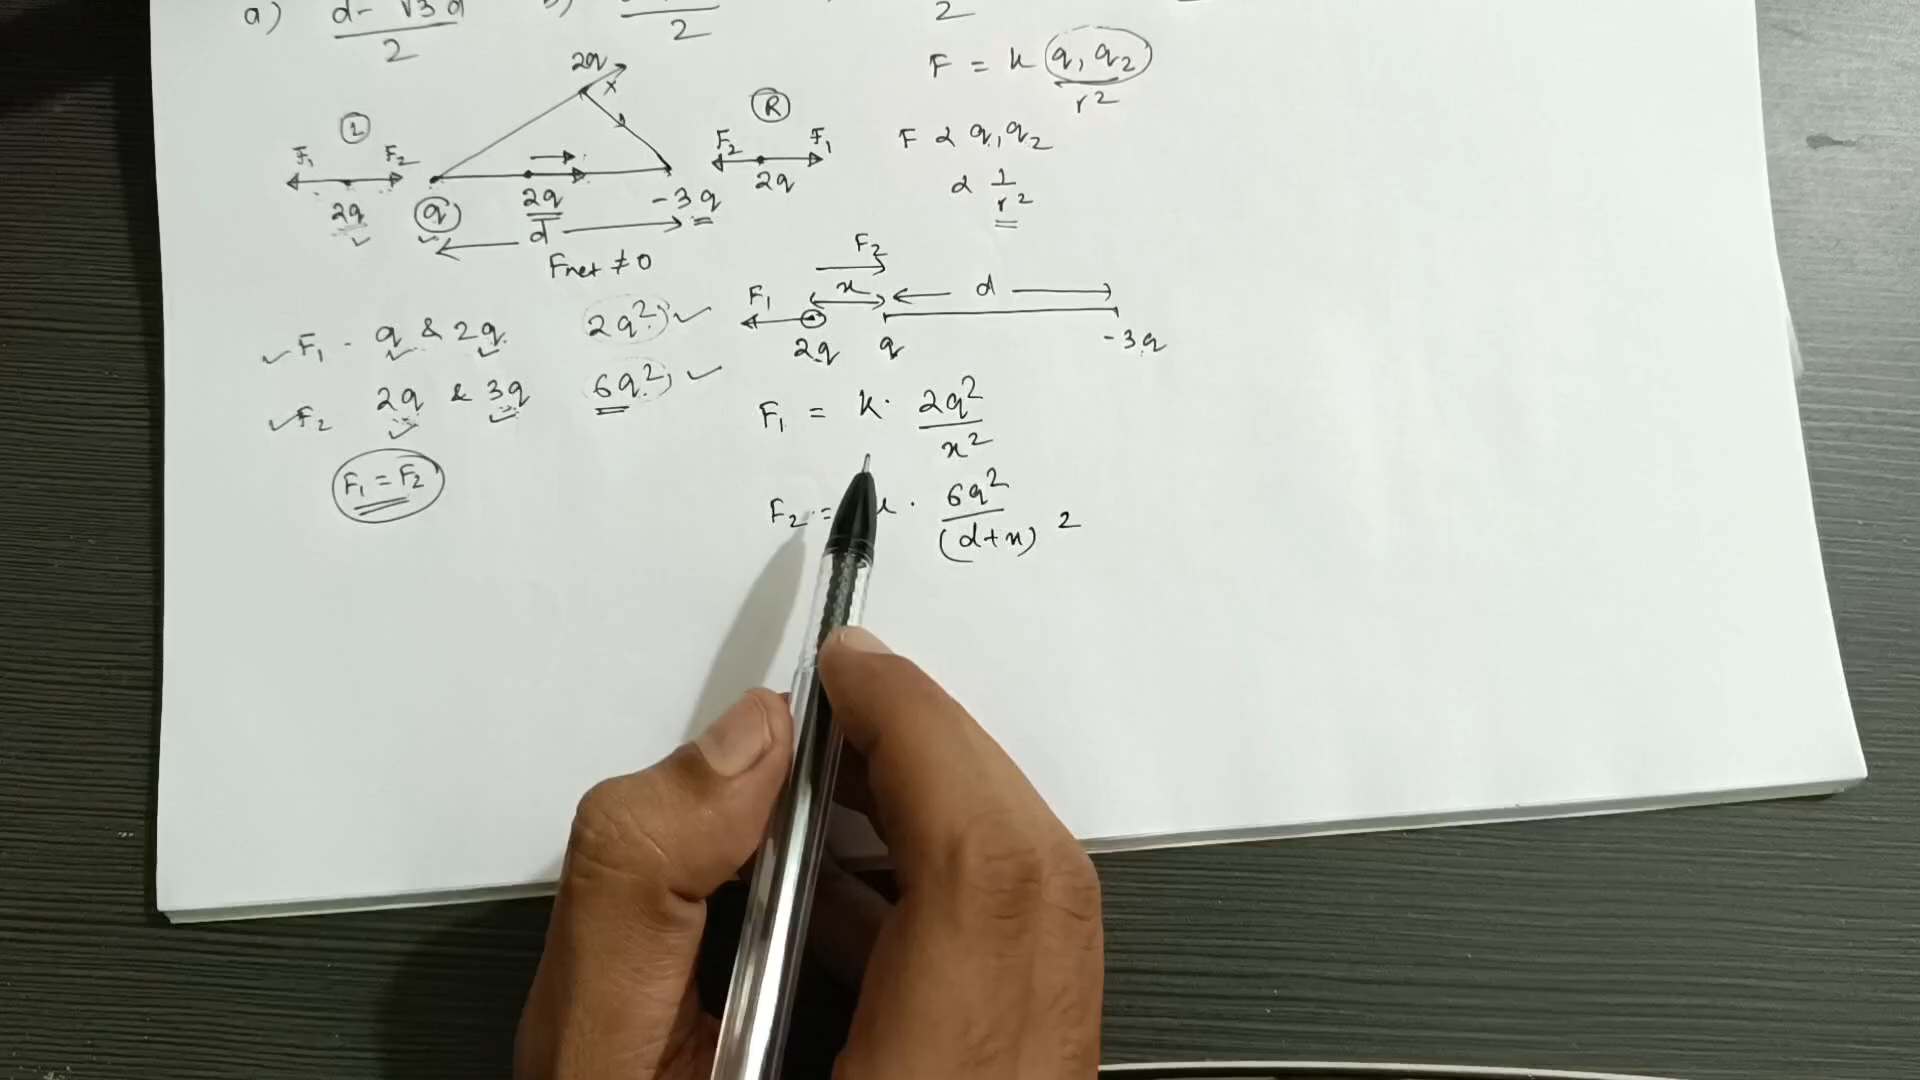 a) d - √3 d / 2
2
2
F = k q₁ q₂ / r²
2q
x
L
R
F₁ F₂
F₂ F₁
2q
q
2q
-3q
2q
d
Fnet ≠ 0
F ∝ q₁ q₂
∝ 1 / r²
F₂
F₁ x d
2q q -3q
F₁ - q & 2q 2q²;
F₂ 2q & 3q 6q²;
F₁ = F₂
F₁ = k · 2q² / x²
F₂ = · 6q² / (d+x)²